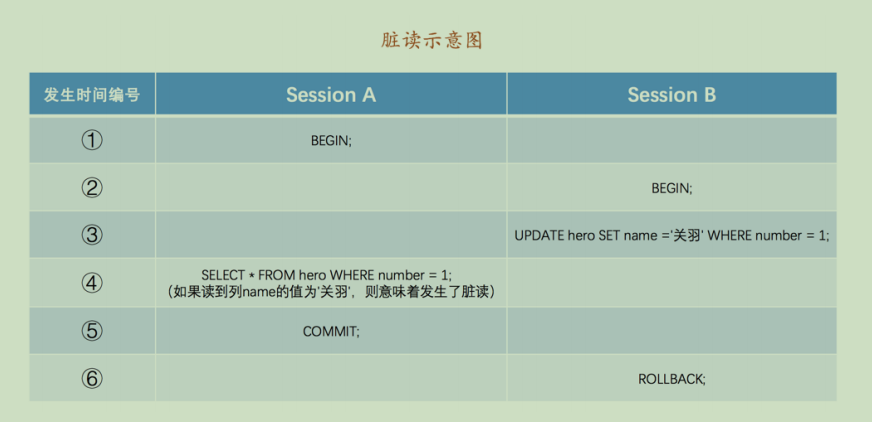 脏读示意图
发生时间编号 Session A Session B
① BEGIN;
② BEGIN;
③ UPDATE hero SET name ='关羽' WHERE number = 1;
④ SELECT * FROM hero WHERE number = 1;
（如果读到列name的值为'关羽'，则意味着发生了脏读）
⑤ COMMIT;
⑥ ROLLBACK;